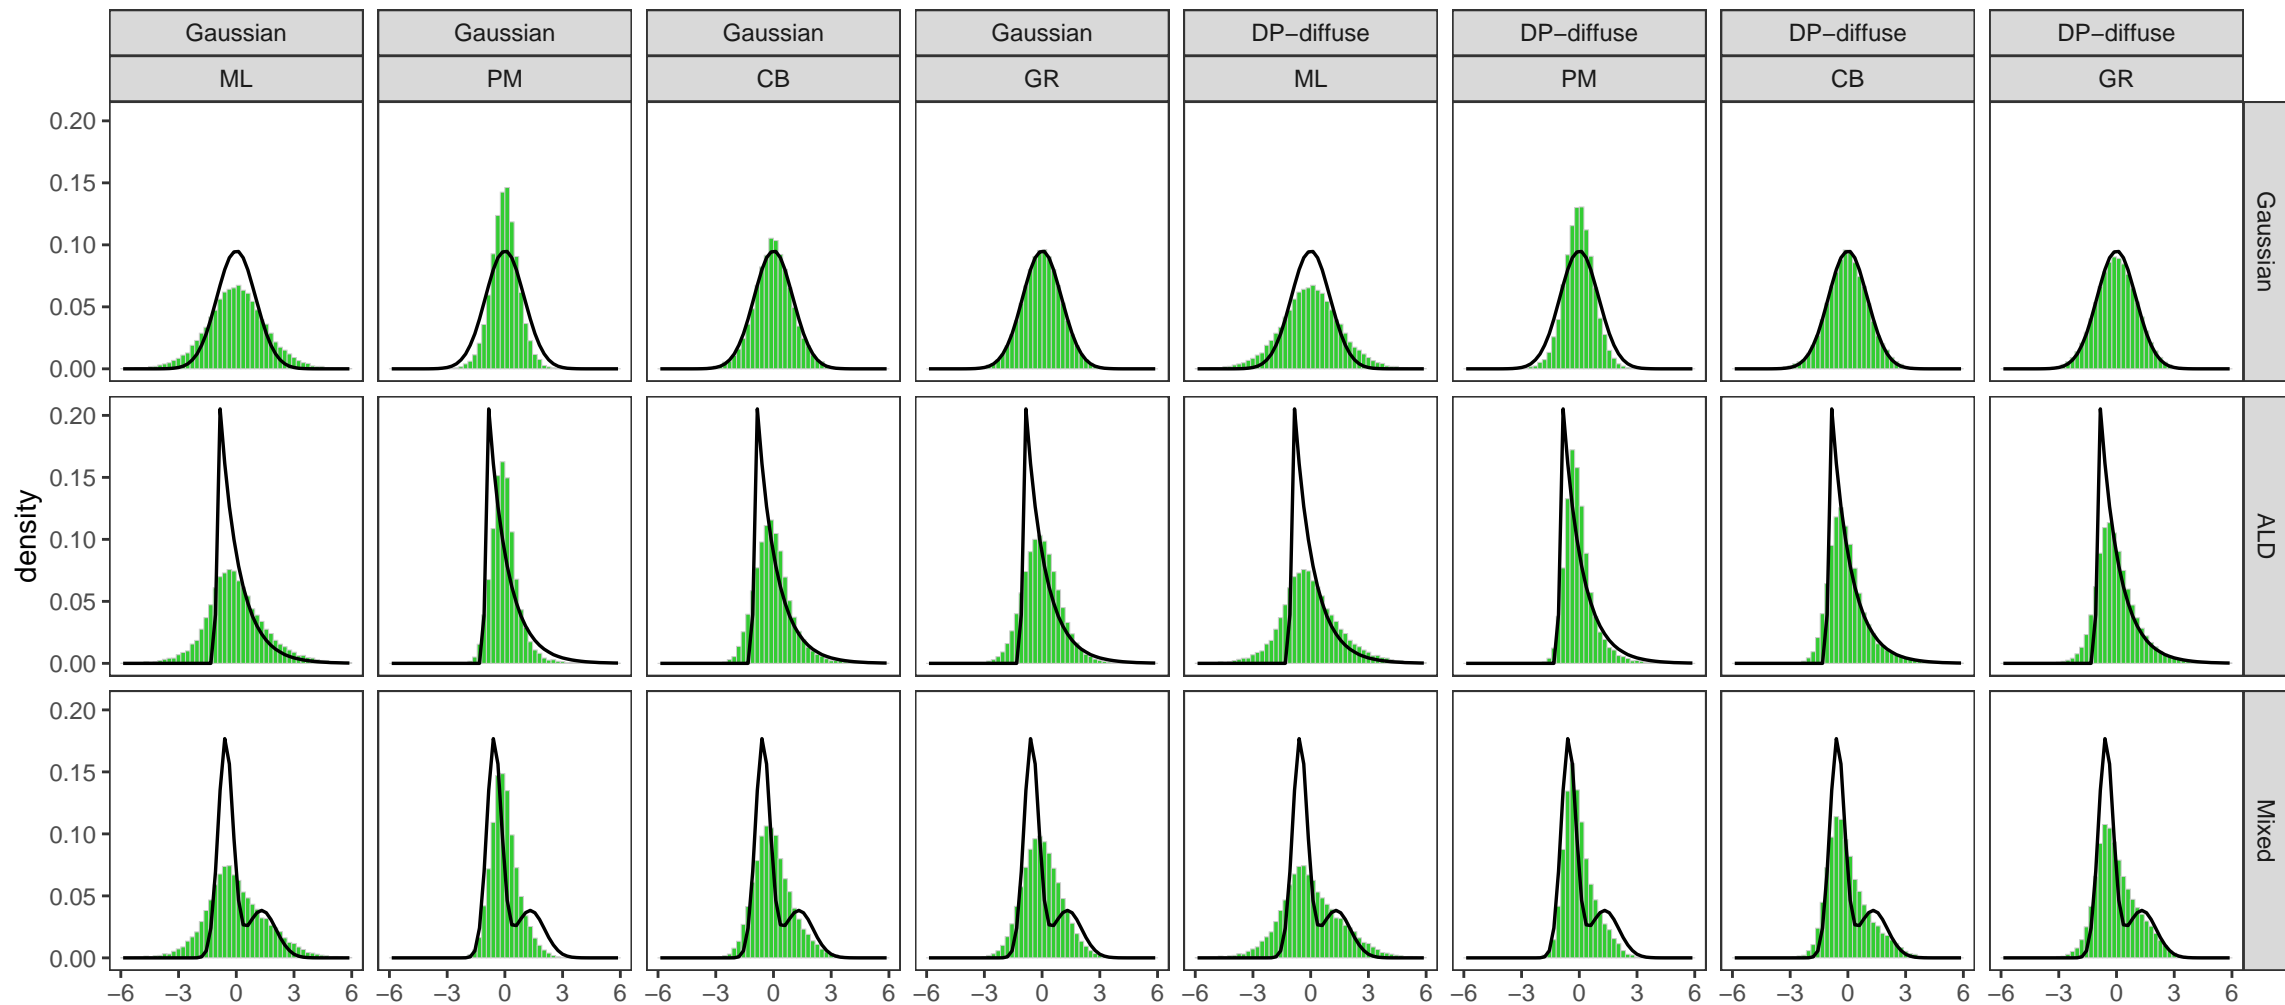 Gaussian Gaussian Gaussian Gaussian DP−diffuse DP−diffuse DP−diffuse DP−diffuse
ML PM CB GR ML PM CB GR
density
0.20
0.15
0.10
0.05
0.00
Gaussian
0.20
0.15
0.10
0.05
0.00
ALD
0.20
0.15
0.10
0.05
0.00
Mixed
−6 −3 0 3 6 −6 −3 0 3 6 −6 −3 0 3 6 −6 −3 0 3 6 −6 −3 0 3 6 −6 −3 0 3 6 −6 −3 0 3 6 −6 −3 0 3 6